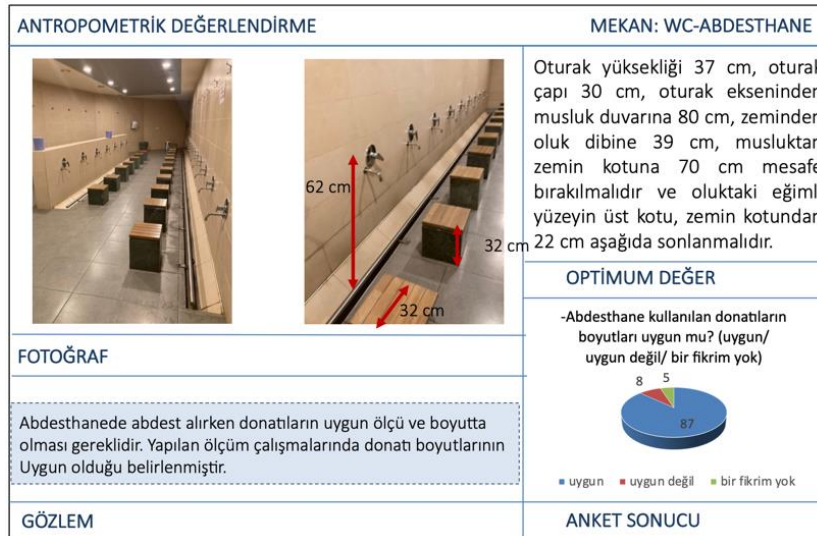 ANTROPOMETRİK DEĞERLENDİRME
MEKAN: WC-ABDESTHANE
62 cm
32 cm
32 cm
Oturak yüksekliği 37 cm, oturak
çapı 30 cm, oturak ekseninden
musluk duvarına 80 cm, zeminden
oluk dibine 39 cm, musluktan
zemin kotuna 70 cm mesafe
bırakılmalıdır ve oluktaki eğimli
yüzeyin üst kotu, zemin kotundan
22 cm aşağıda sonlanmalıdır.
OPTİMUM DEĞER
FOTOĞRAF
-Abdesthane kullanılan donatıların
boyutları uygun mu? (uygun/
uygun değil/ bir fikrim yok)
8
5
87
uygun
uygun değil
bir fikrim yok
Abdesthanede abdest alırken donatıların uygun ölçü ve boyutta
olması gereklidir. Yapılan ölçüm çalışmalarında donatı boyutlarının
Uygun olduğu belirlenmiştir.
GÖZLEM
ANKET SONUCU